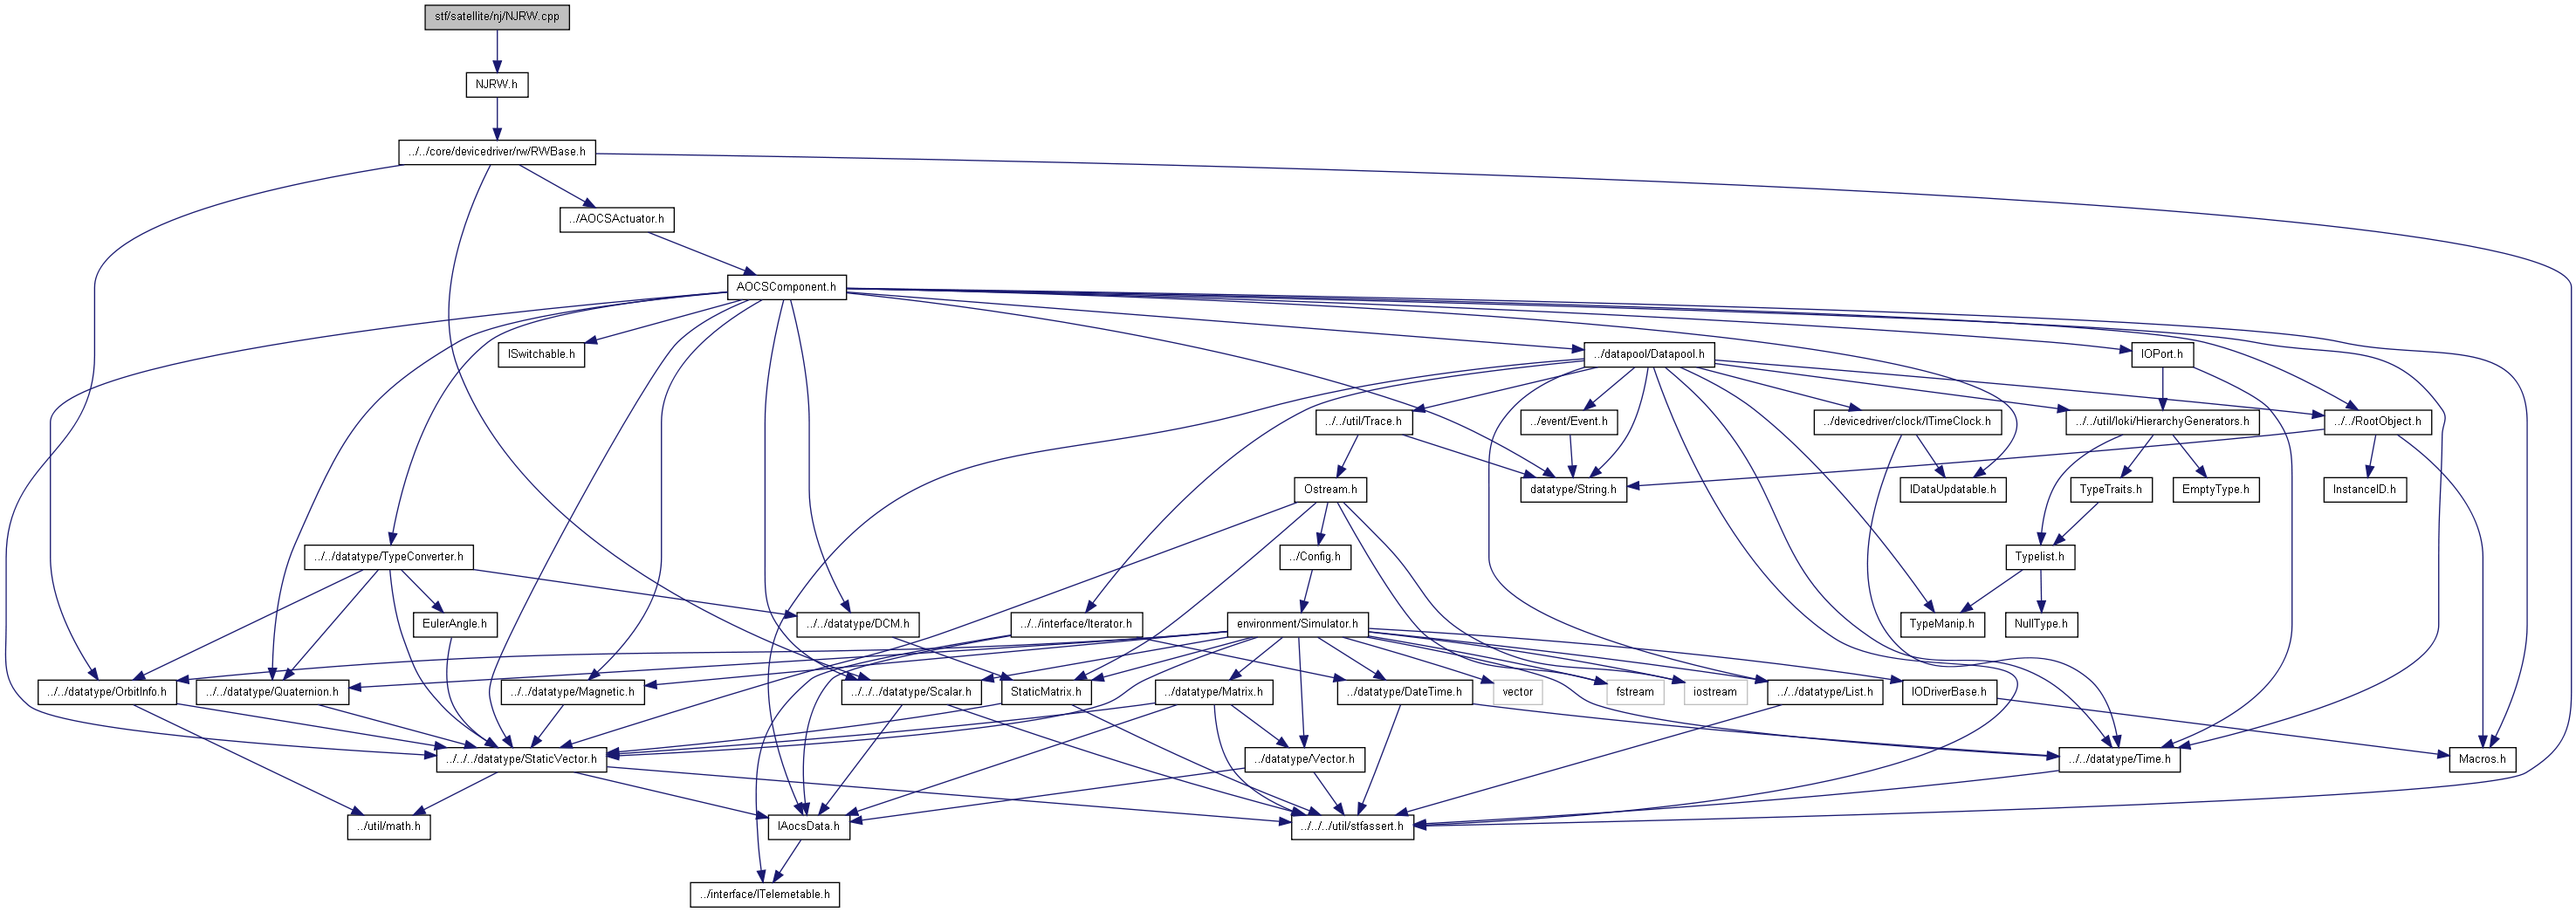 stf/satellite/nj/NJRW.cpp
NJRW.h
../../core/devicedriver/rw/RWBase.h
../AOCSActuator.h
AOCSComponent.h
ISwitchable.h
../datapool/Datapool.h
IOPort.h
../../util/Trace.h
../event/Event.h
../devicedriver/clock/ITimeClock.h
../../util/loki/HierarchyGenerators.h
../../RootObject.h
Ostream.h
datatype/String.h
IDataUpdatable.h
TypeTraits.h
EmptyType.h
InstanceID.h
../../datatype/TypeConverter.h
../Config.h
Typelist.h
EulerAngle.h
../../datatype/DCM.h
../../interface/Iterator.h
environment/Simulator.h
TypeManip.h
NullType.h
../../datatype/OrbitInfo.h
../../datatype/Quaternion.h
../../datatype/Magnetic.h
../../../datatype/Scalar.h
StaticMatrix.h
../datatype/Matrix.h
../datatype/DateTime.h
vector
fstream
iostream
../../datatype/List.h
IODriverBase.h
../../../datatype/StaticVector.h
../datatype/Vector.h
../../datatype/Time.h
Macros.h
../util/math.h
IAocsData.h
../../../util/stfassert.h
../interface/ITelemetable.h